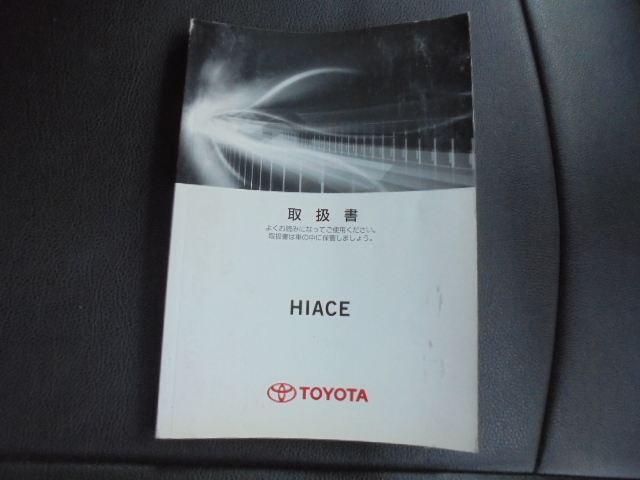 取扱書
よくお読みになってご使用ください。
取扱書は車の中に保管しましょう。
HIACE
TOYOTA